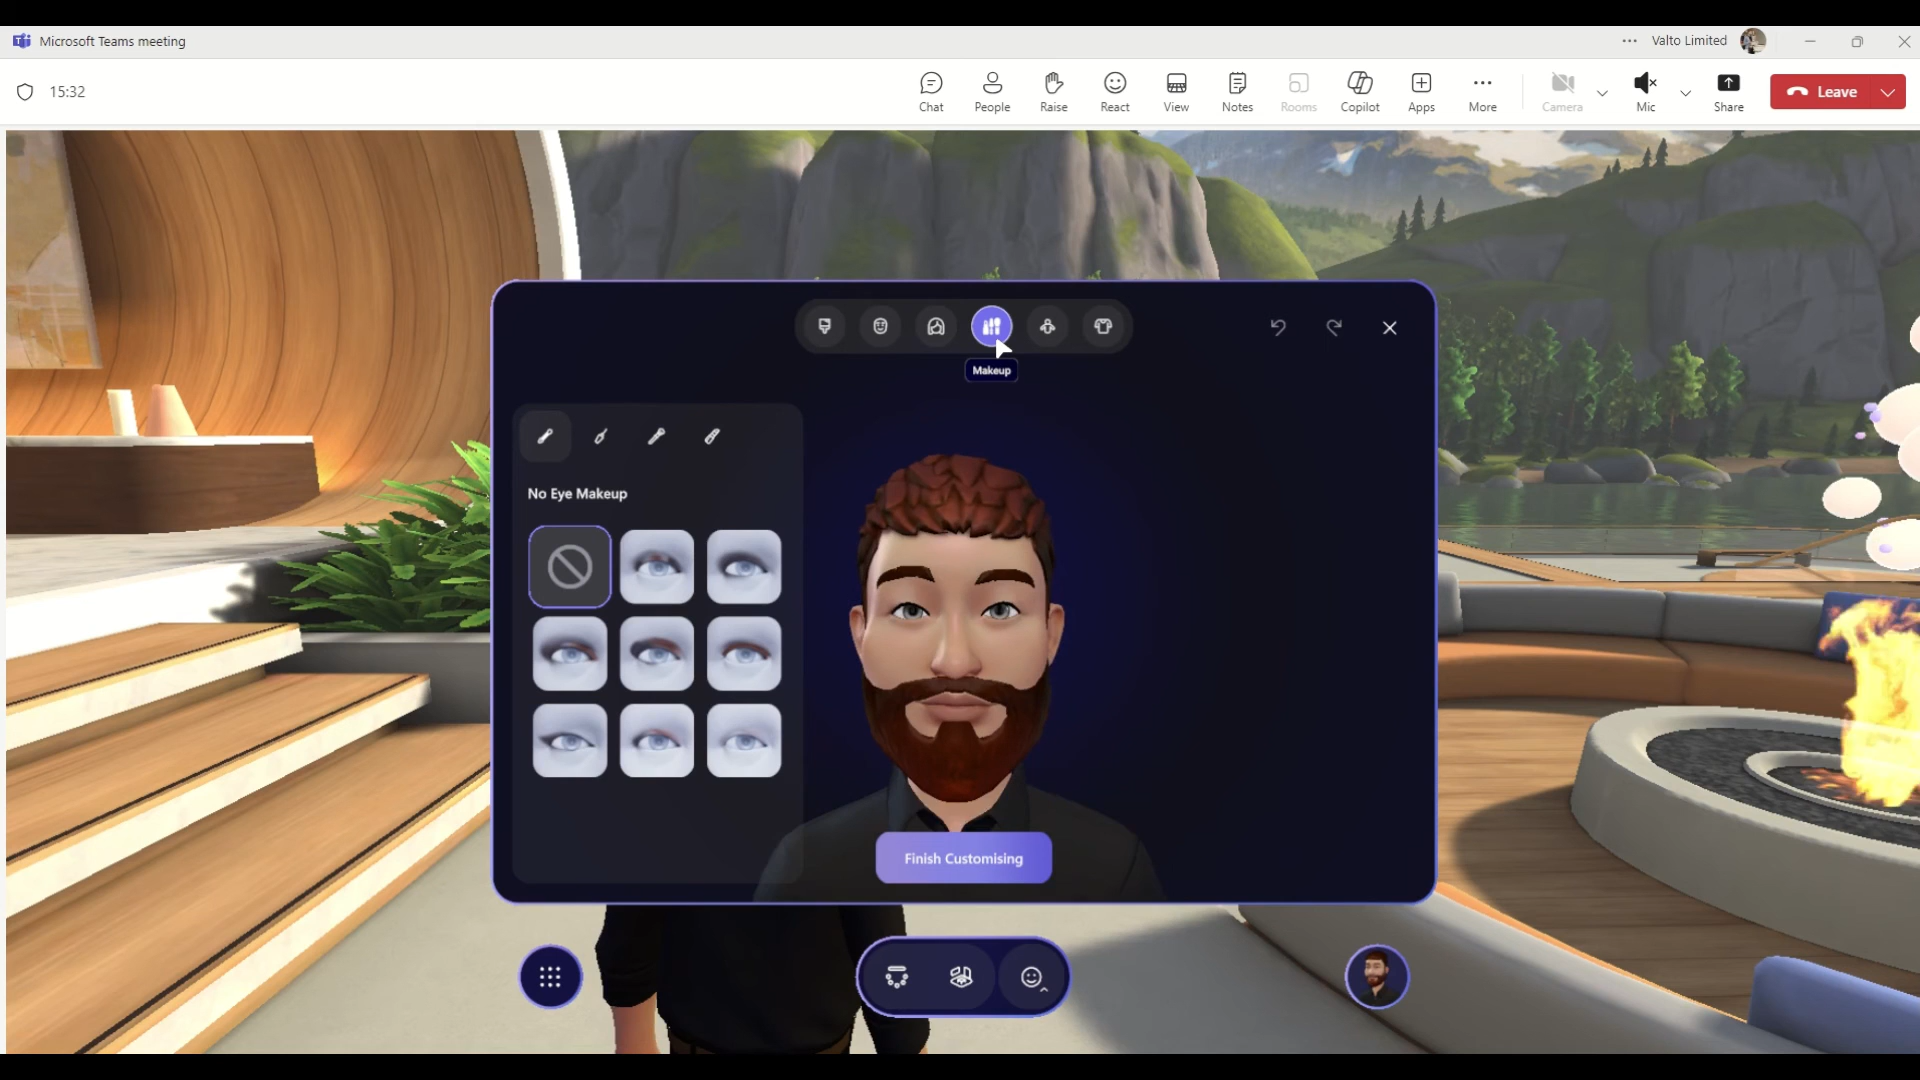 Microsoft Teams meeting
Valto Limited
15:32
Chat
People
Raise
React
View
Notes
Rooms
Copilot
Apps
More
Camera
Mic
Share
Leave
Makeup
No Eye Makeup
Finish Customising